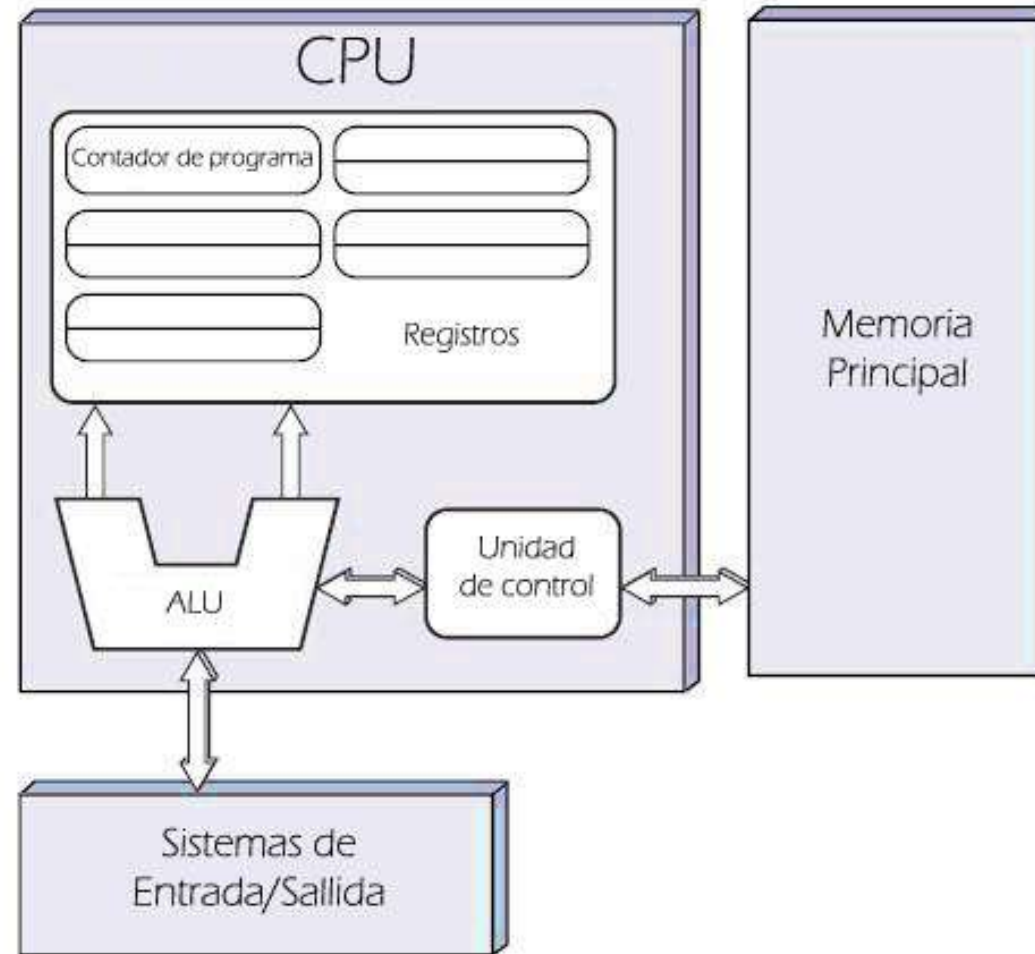 CPU
Contador de programa
Registros
Memoria
Principal
ALU
Unidad
de control
Sistemas de
Entrada/Sallida